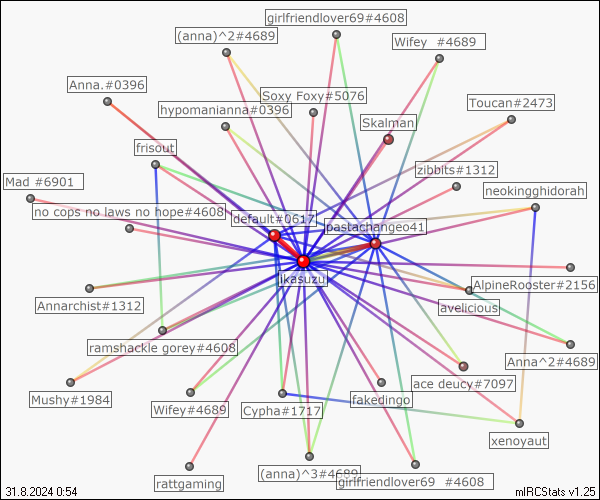 girlfriendlover69#4608
(anna)^2#4689
Wifey #4689
Anna.#0396
Soxy Foxy#5076
hypomanianna#0396
Toucan#2473
Skalman
frisout
zibbits#1312
Mad #6901
neokingghidorah
no cops no laws no hope#4608
default#0617
pastachangeo41
ikasuzu
AlpineRooster#2156
Annarchist#1312
avelicious
ramshackle gorey#4608
Anna^2#4689
Mushy#1984
ace deucy#7097
Wifey#4689
Cypha#1717
fakedingo
xenoyaut
(anna)^3#4689
rattgaming
girlfriendlover69 #4608
31.8.2024 0:54
mIRCStats v1.25